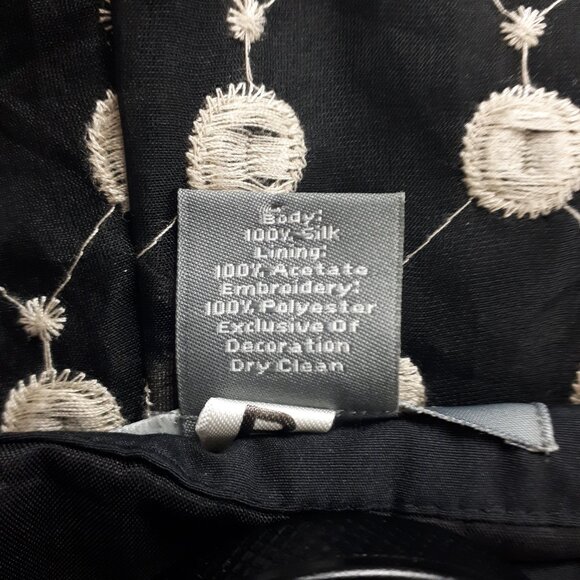 Body:
100% Silk
Lining:
100% Acetate
Embroidery:
100% Polyester
Exclusive Of
Decoration
Dry Clean